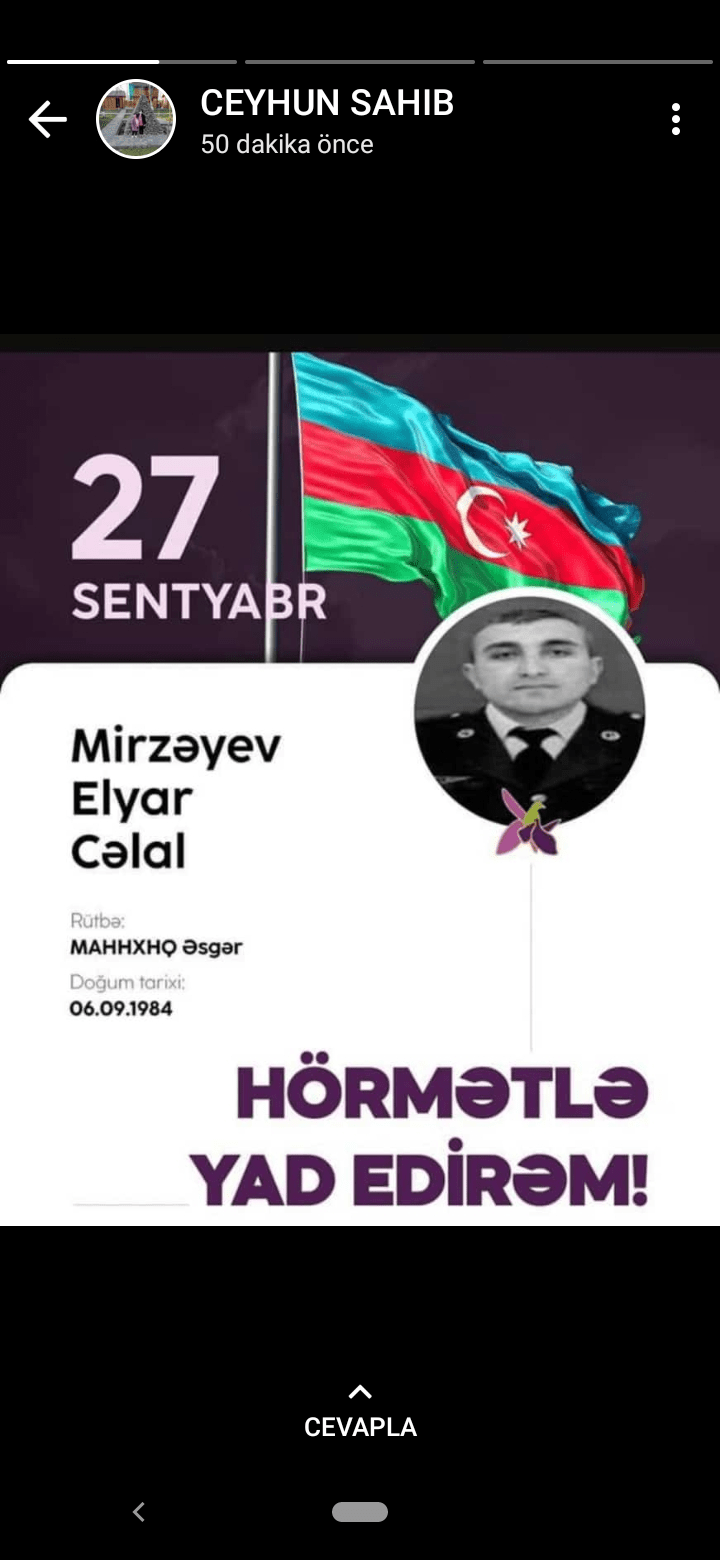 CEYHUN SAHIB
50 dakika önce
27
SENTYABR
Mirzəyev
Elyar
Cəlal
Rütbə:
MAHHXHQ Əsgər
Doğum tarixi:
06.09.1984
HÖRMƏTLƏ
YAD EDİRƏM!
CEVAPLA